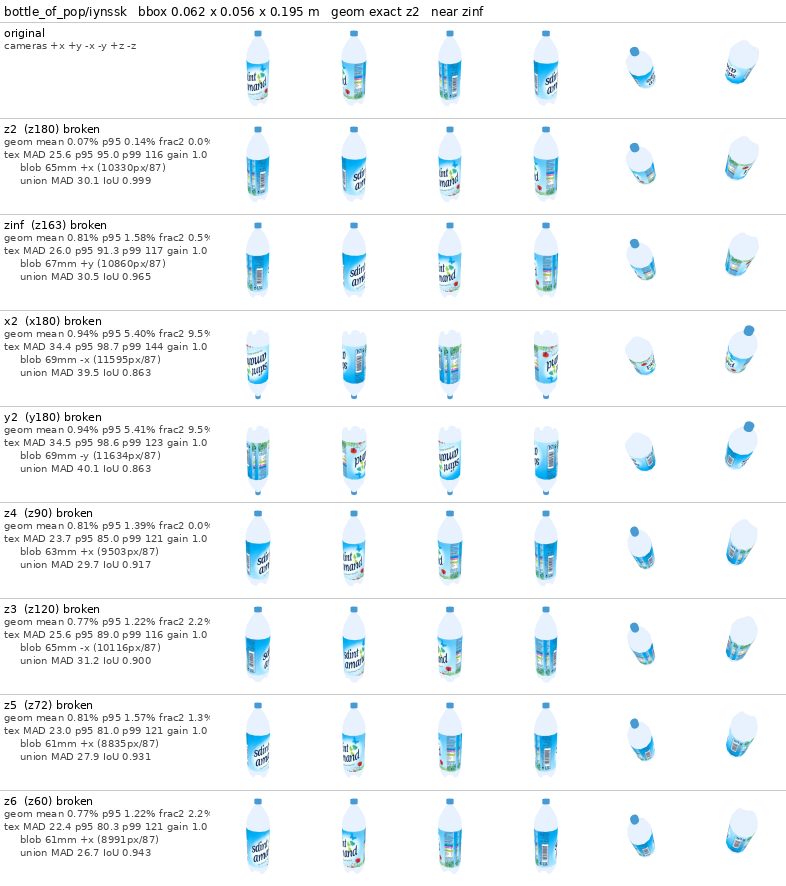 bottle_of_pop/iynssk bbox 0.062 x 0.056 x 0.195 m geom exact z2 near zinf
original
cameras +x +y -x -y +z -z
z2 (z180) broken
geom mean 0.07% p95 0.14% frac2 0.0%
tex MAD 25.6 p95 95.0 p99 116 gain 1.0
blob 65mm +x (10330px/87)
union MAD 30.1 IoU 0.999
zinf (z163) broken
geom mean 0.81% p95 1.58% frac2 0.5%
tex MAD 26.0 p95 91.3 p99 117 gain 1.0
blob 67mm +y (10860px/87)
union MAD 30.5 IoU 0.965
x2 (x180) broken
geom mean 0.94% p95 5.40% frac2 9.5%
tex MAD 34.4 p95 98.7 p99 144 gain 1.0
blob 69mm -x (11595px/87)
union MAD 39.5 IoU 0.863
y2 (y180) broken
geom mean 0.94% p95 5.41% frac2 9.5%
tex MAD 34.5 p95 98.6 p99 123 gain 1.0
blob 69mm -y (11634px/87)
union MAD 40.1 IoU 0.863
z4 (z90) broken
geom mean 0.81% p95 1.39% frac2 0.0%
tex MAD 23.7 p95 85.0 p99 121 gain 1.0
blob 63mm +x (9503px/87)
union MAD 29.7 IoU 0.917
z3 (z120) broken
geom mean 0.77% p95 1.22% frac2 2.2%
tex MAD 25.6 p95 89.0 p99 116 gain 1.0
blob 65mm -x (10116px/87)
union MAD 31.2 IoU 0.900
z5 (z72) broken
geom mean 0.81% p95 1.57% frac2 1.3%
tex MAD 23.0 p95 81.0 p99 121 gain 1.0
blob 61mm +x (8835px/87)
union MAD 27.9 IoU 0.931
z6 (z60) broken
geom mean 0.77% p95 1.22% frac2 2.2%
tex MAD 22.4 p95 80.3 p99 121 gain 1.0
blob 61mm +x (8991px/87)
union MAD 26.7 IoU 0.943